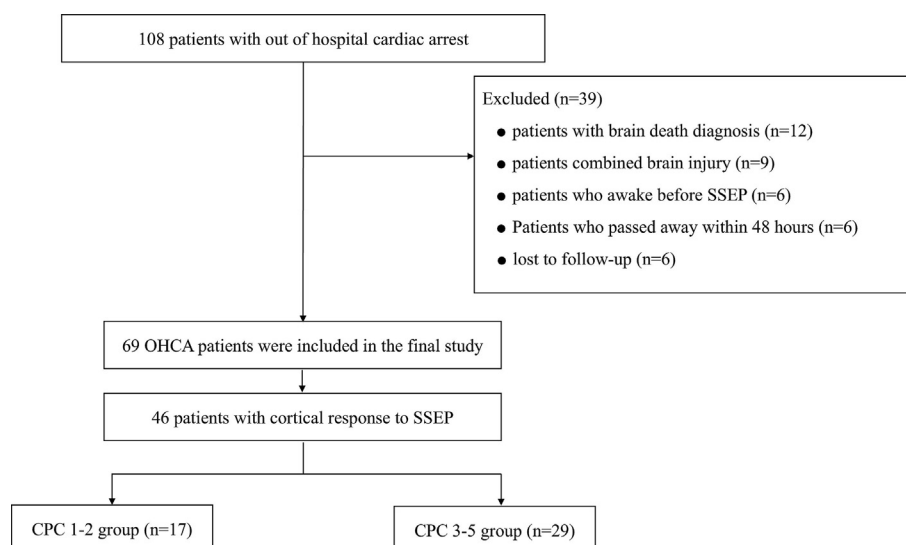 108 patients with out of hospital cardiac arrest
Excluded (n=39)
● patients with brain death diagnosis (n=12)
● patients combined brain injury (n=9)
● patients who awake before SSEP (n=6)
● Patients who passed away within 48 hours (n=6)
● lost to follow-up (n=6)
69 OHCA patients were included in the final study
46 patients with cortical response to SSEP
CPC 1-2 group (n=17)
CPC 3-5 group (n=29)